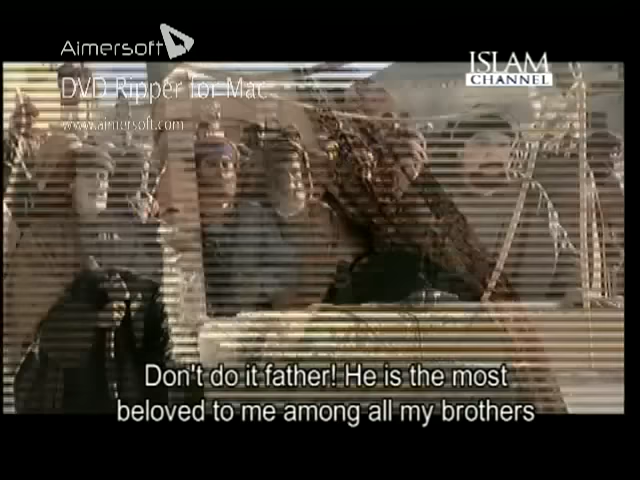 Aimersoft
DVD Ripper for Mac
www.aimersoft.com
ISLAM
CHANNEL
Don't do it father! He is the most
beloved to me among all my brothers